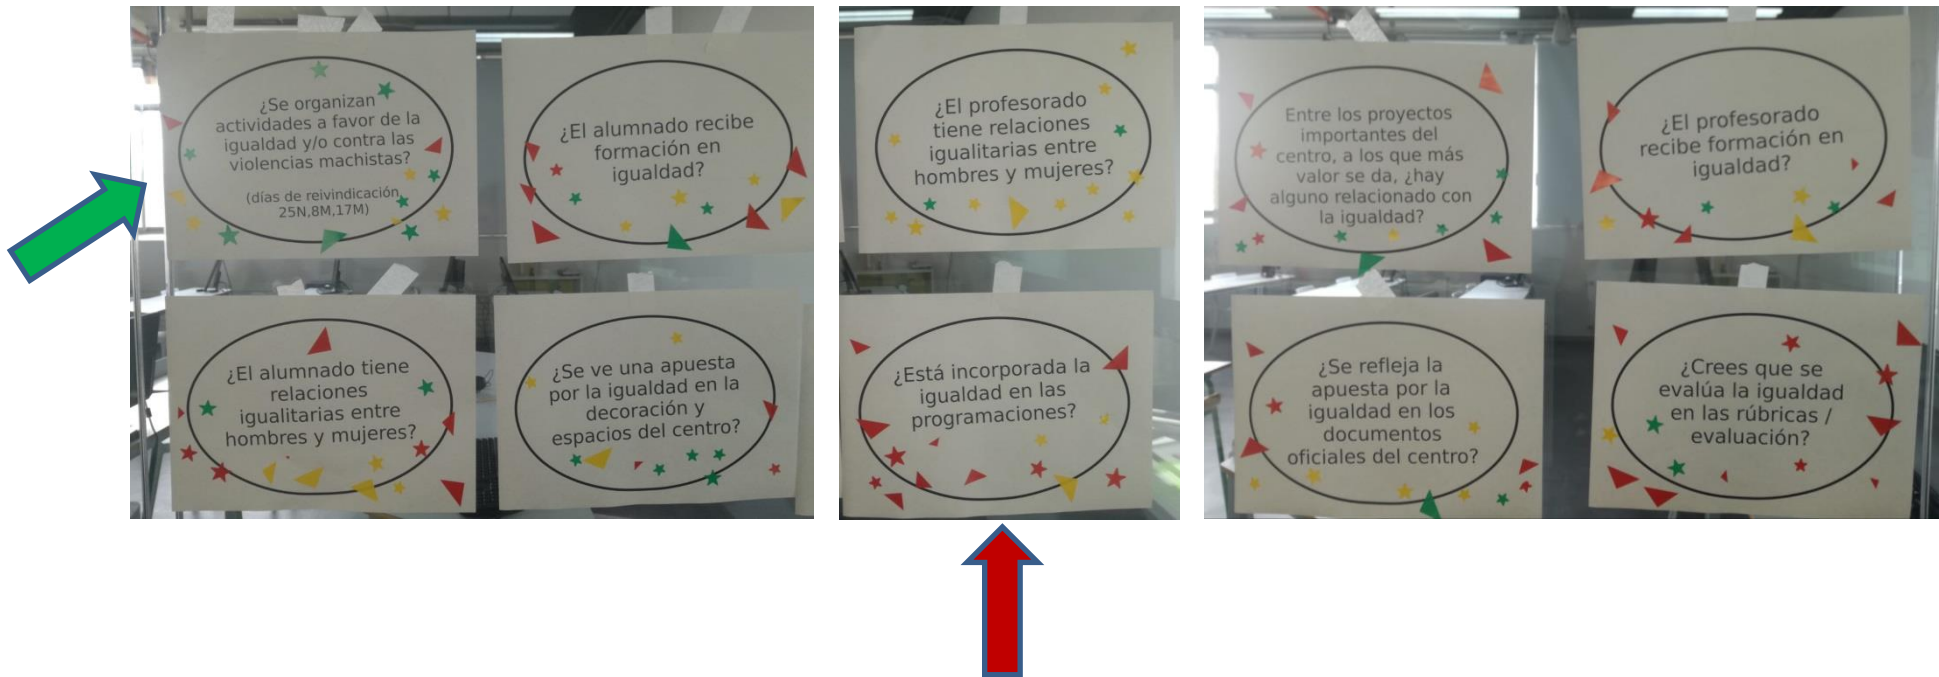 ¿Se organizan
actividades a favor de la
igualdad y/o contra las
violencias machistas?
(días de reivindicación,
25N,8M,17M)
¿El alumnado recibe
formación en
igualdad?
¿El profesorado
tiene relaciones
igualitarias entre
hombres y mujeres?
Entre los proyectos
importantes del
centro, a los que más
valor se da, ¿hay
alguno relacionado con
la igualdad?
¿El profesorado
recibe formación en
igualdad?
¿El alumnado tiene
relaciones
igualitarias entre
hombres y mujeres?
¿Se ve una apuesta
por la igualdad en la
decoración y
espacios del centro?
¿Está incorporada la
igualdad en las
programaciones?
¿Se refleja la
apuesta por la
igualdad en los
documentos
oficiales del centro?
¿Crees que se
evalúa la igualdad
en las rúbricas /
evaluación?